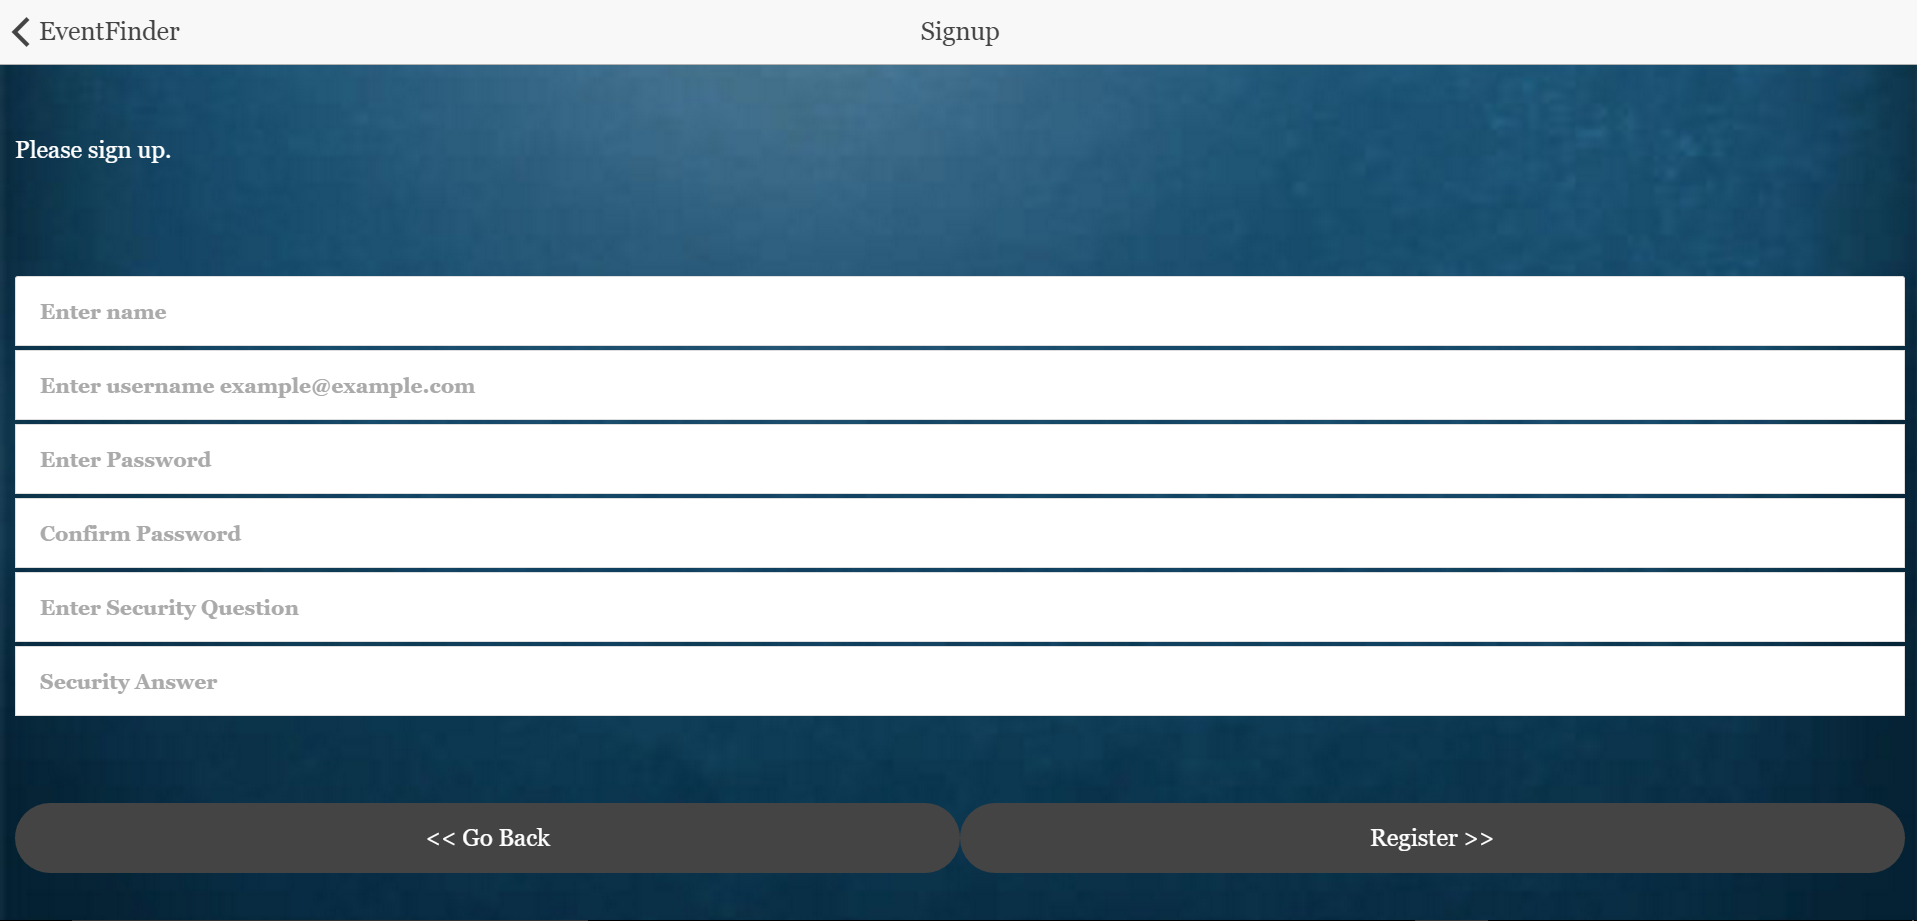 EventFinder
Signup
Please sign up.
Enter name
Enter username example@example.com
Enter Password
Confirm Password
Enter Security Question
Security Answer
<< Go Back
Register >>